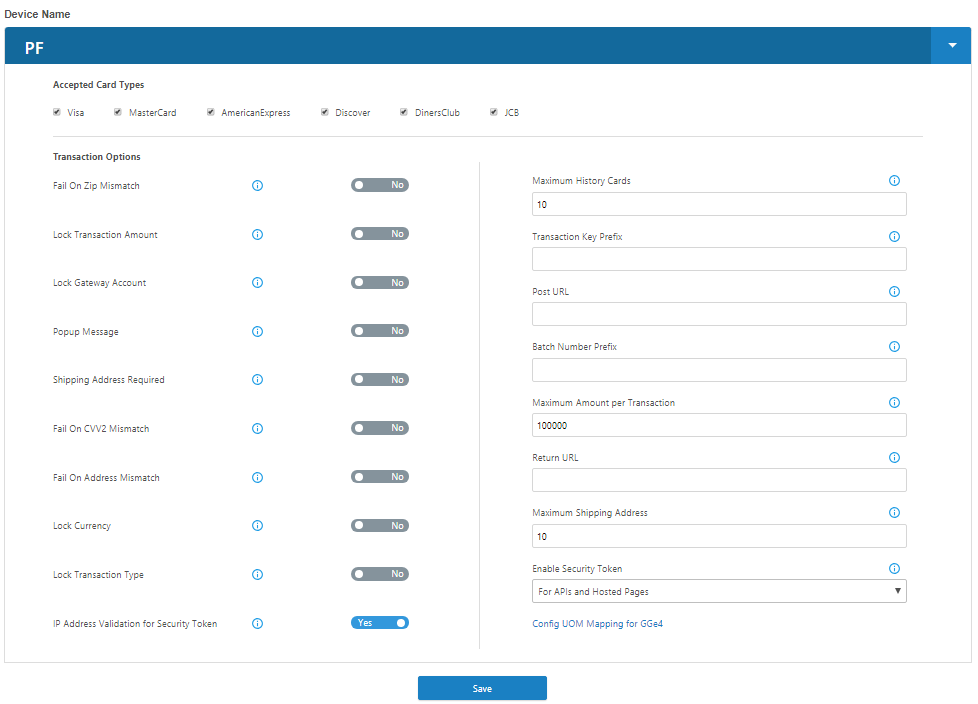 Device Name
PF
Accepted Card Types
Visa MasterCard AmericanExpress Discover DinersClub JCB
Transaction Options
Fail On Zip Mismatch No
Lock Transaction Amount No
Lock Gateway Account No
Popup Message No
Shipping Address Required No
Fail On CVV2 Mismatch No
Fail On Address Mismatch No
Lock Currency No
Lock Transaction Type No
IP Address Validation for Security Token Yes
Maximum History Cards
10
Transaction Key Prefix
Post URL
Batch Number Prefix
Maximum Amount per Transaction
100000
Return URL
Maximum Shipping Address
10
Enable Security Token
For APIs and Hosted Pages
Config UOM Mapping for GGe4
Save